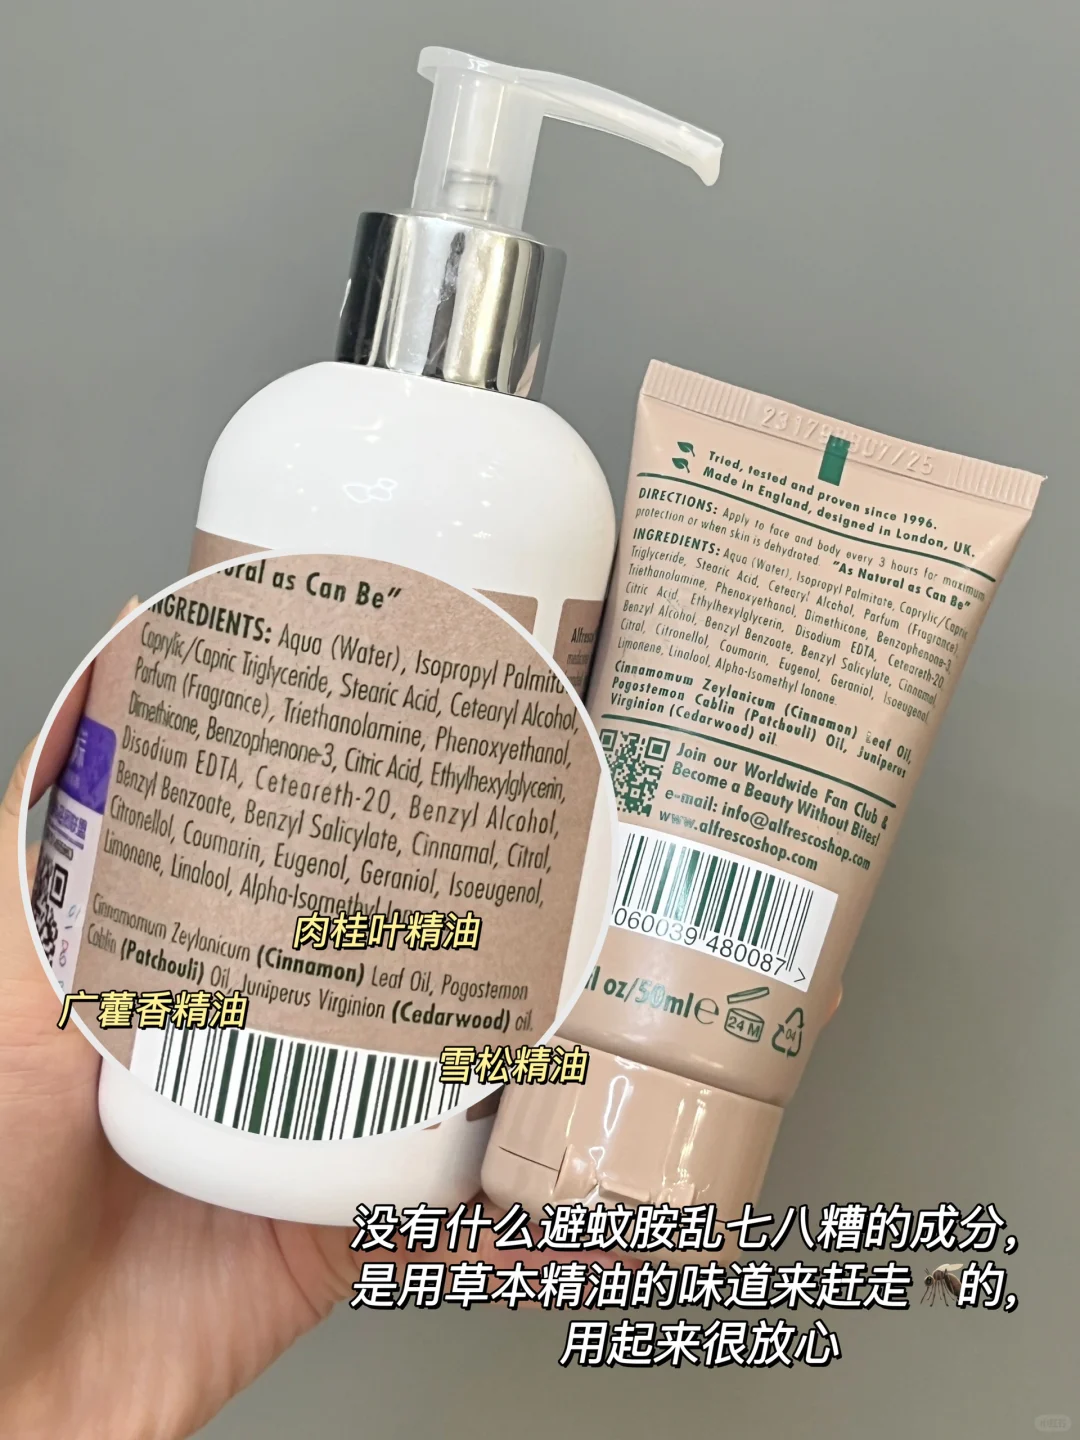 Tried, tested and proven since 1996.
Made in England, designed in London, UK.
DIRECTIONS: Apply to face and body every 3 hours for maximum
protection or when skin is dehydrated. "As Natural as Can Be"
INGREDIENTS: Aqua (Water), Isopropyl Palmitate, Caprylic/Capric
Triglyceride, Stearic Acid, Cetearyl Alcohol, Parfum (Fragrance),
Triethanolamine, Phenoxyethanol, Dimethicone, Benzophenone-3,
Citric Acid, Ethylhexylglycerin, Disodium EDTA, Ceteareth-20,
Benzyl Alcohol, Benzyl Benzoate, Benzyl Salicylate, Cinnamal,
Citral, Citronellol, Coumarin, Eugenol, Geraniol, Isoeugenol,
Limonene, Linalool, Alpha-Isomethyl Ionone.
Cinnamomum Zeylanicum (Cinnamon) Leaf Oil,
Pogostemon Cablin (Patchouli) Oil, Juniperus
Virginion (Cedarwood) oil.
Join our Worldwide Fan Club &
Become a Beauty Without Bites!
e-mail: info@alfrescoshop.com
www.alfrescoshop.com
060039 480087 >
oz/50ml e
24 M
04
as Can Be"
INGREDIENTS: Aqua (Water), Isopropyl
Caprylic/Capric Triglyceride, Stearic Acid, Cetearyl Alcohol,
Parfum (Fragrance), Triethanolamine, Phenoxyethanol,
Dimethicone, Benzophenone-3, Citric Acid, Ethylhexylglycerin,
Disodium EDTA, Ceteareth-20, Benzyl Alcohol,
Benzyl Benzoate, Benzyl Salicylate, Cinnamal, Citral,
Citronellol, Coumarin, Eugenol, Geraniol, Isoeugenol,
Limonene, Linalool, Alpha-Isomethyl
肉桂叶精油
Cinnamomum Zeylanicum (Cinnamon) Leaf Oil, Pogostemon
Cablin (Patchouli) Oil, Juniperus Virginion (Cedarwood) oil.
广藿香精油
雪松精油
没有什么避蚊胺乱七八糟的成分，
是用草本精油的味道来赶走🦟的，
用起来很放心